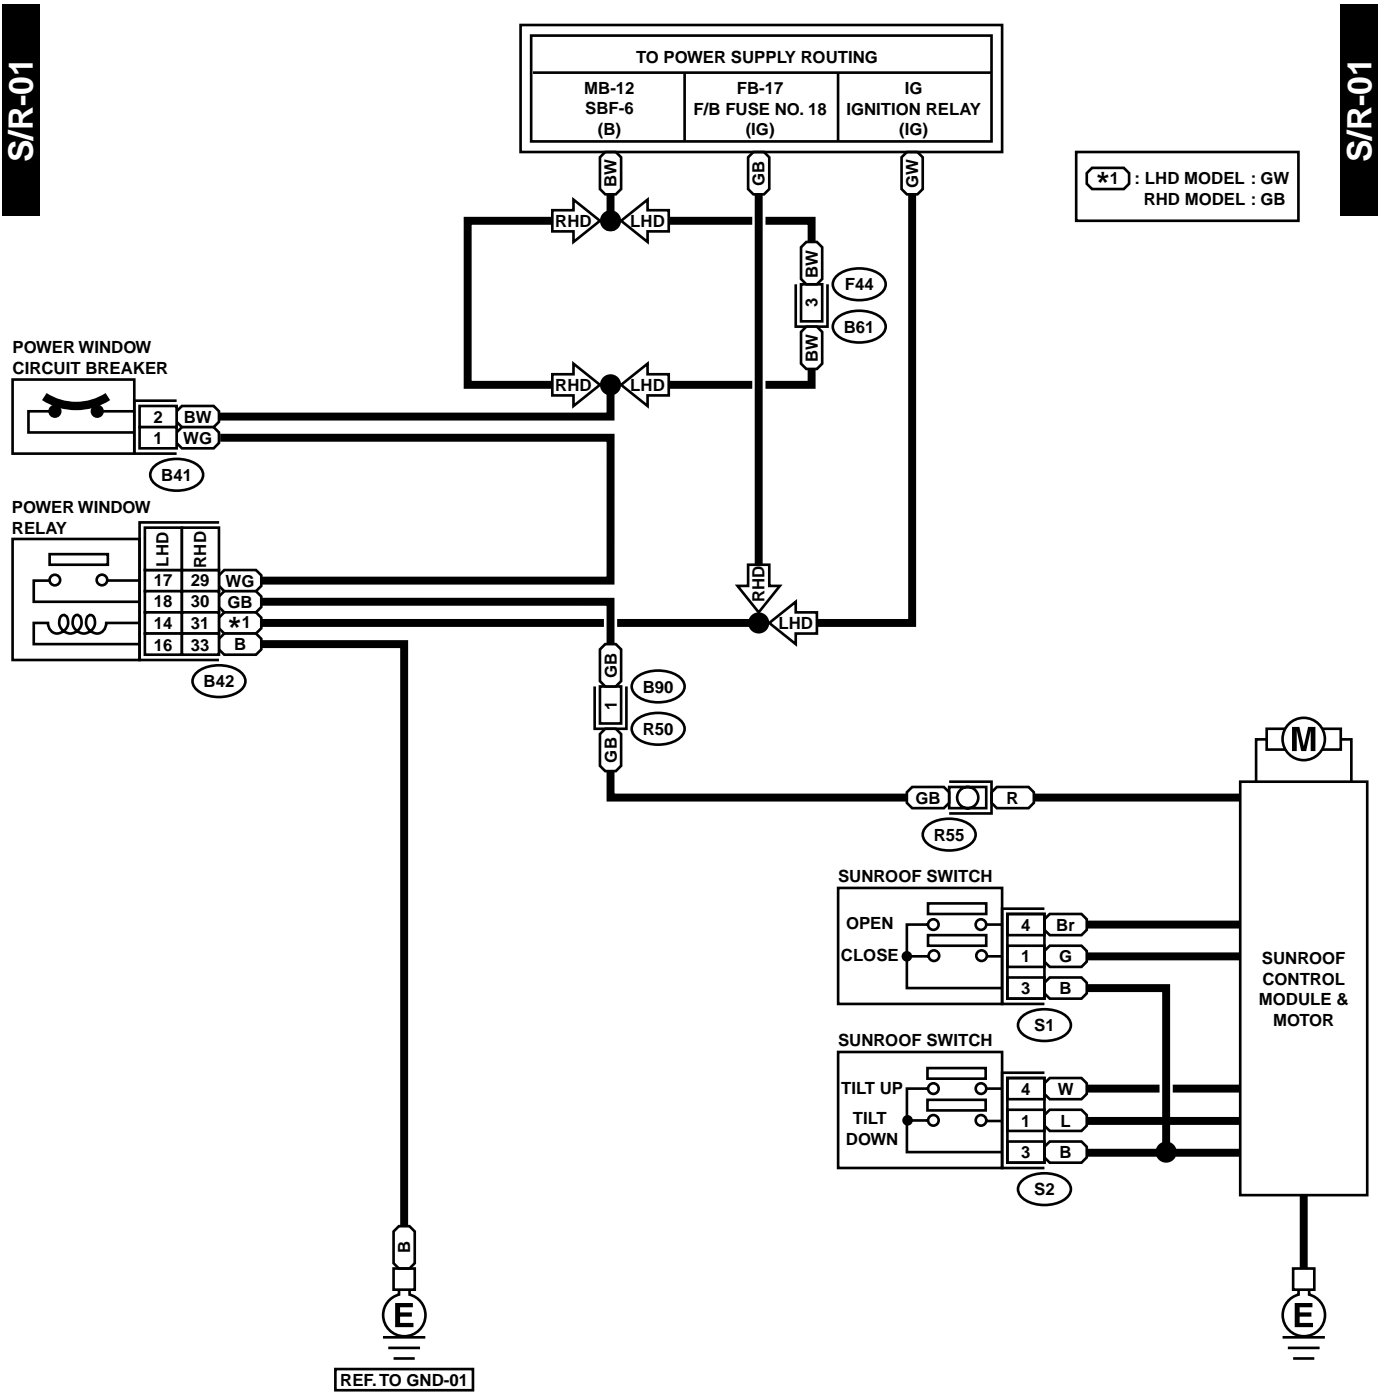 S/R-01
S/R-01
TO POWER SUPPLY ROUTING
MB-12
SBF-6
(B)
FB-17
F/B FUSE NO. 18
(IG)
IG
IGNITION RELAY
(IG)
BW
GB
GW
*1 : LHD MODEL : GW
RHD MODEL : GB
RHD
LHD
BW
3
BW
F44
B61
RHD
LHD
POWER WINDOW
CIRCUIT BREAKER
2 BW
1 WG
B41
POWER WINDOW
RELAY
LHD RHD
17 29 WG
18 30 GB
14 31 *1
16 33 B
B42
RHD
LHD
GB
1
GB
B90
R50
M
GB R
R55
SUNROOF SWITCH
OPEN
CLOSE
4 Br
1 G
3 B
S1
SUNROOF
CONTROL
MODULE &
MOTOR
SUNROOF SWITCH
TILT UP
TILT
DOWN
4 W
1 L
3 B
S2
B
E
REF. TO GND-01
E